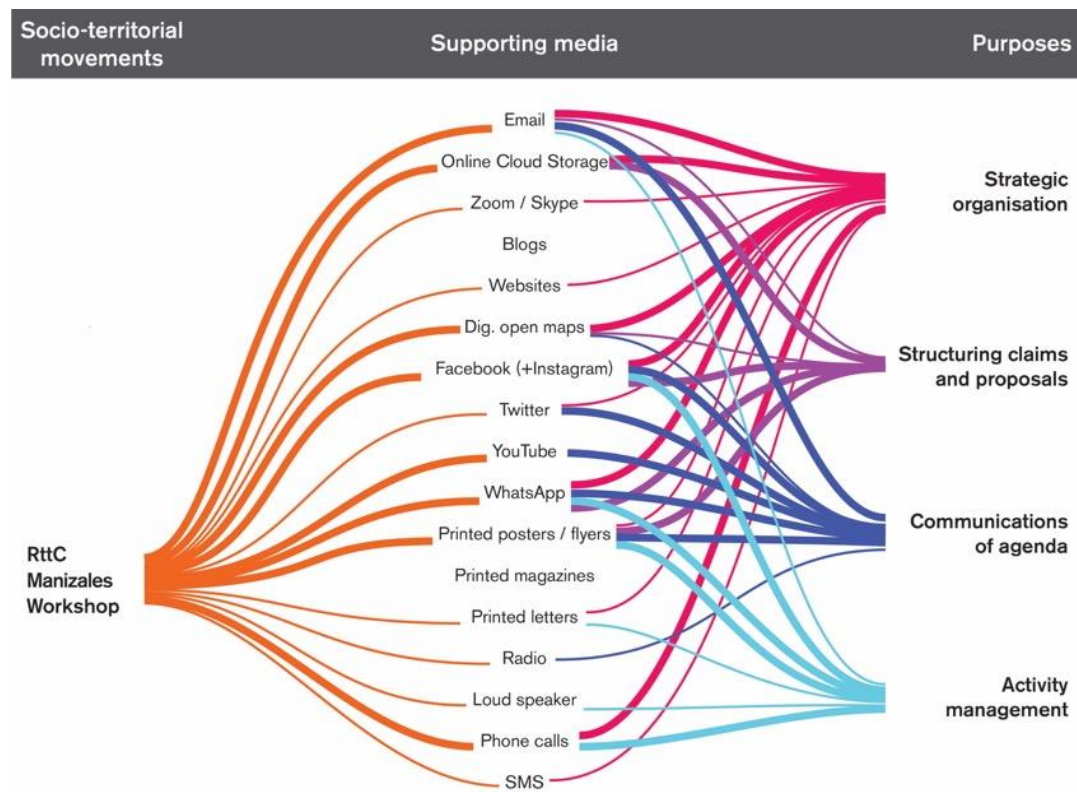 Socio-territorial
movements
Supporting media
Purposes
RttC
Manizales
Workshop
Email
Online Cloud Storage
Zoom / Skype
Blogs
Websites
Dig. open maps
Facebook (+Instagram)
Twitter
YouTube
WhatsApp
Printed posters / flyers
Printed magazines
Printed letters
Radio
Loud speaker
Phone calls
SMS
Strategic
organisation
Structuring claims
and proposals
Communications
of agenda
Activity
management